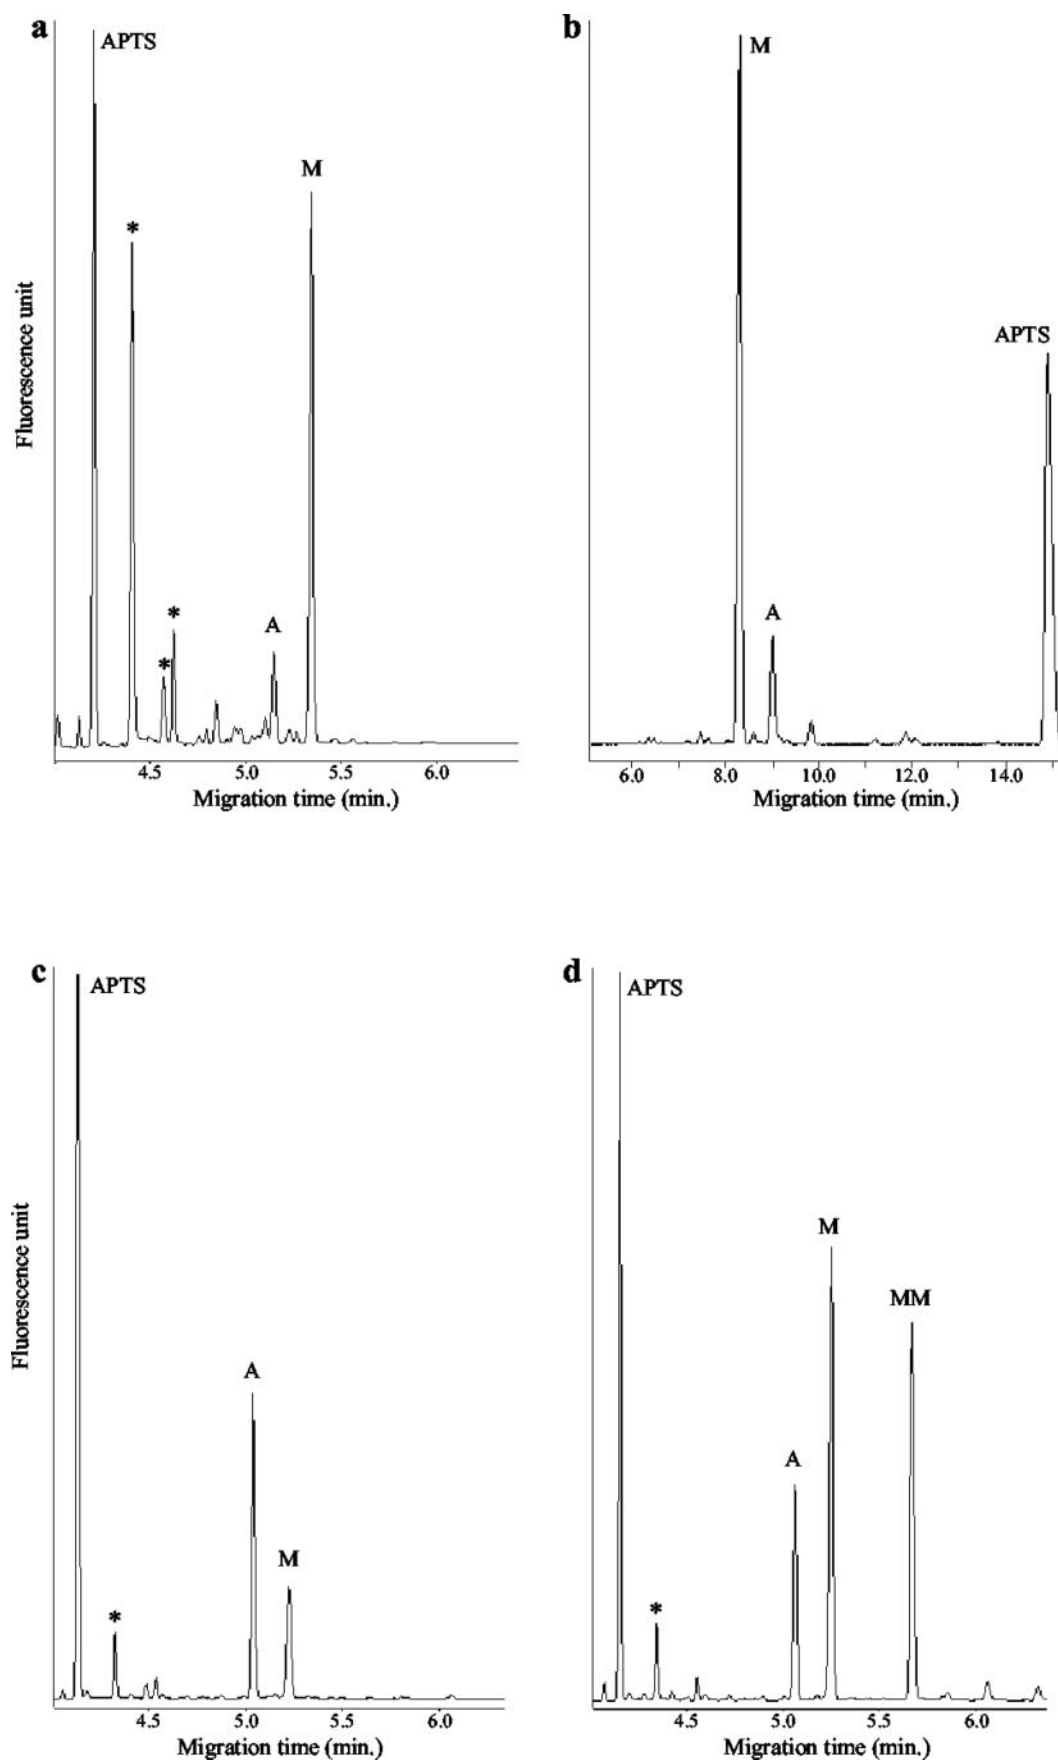 a
APTS
*
*
*
A
M
Fluorescence unit
4.5 5.0 5.5 6.0
Migration time (min.)
b
M
A
APTS
6.0 8.0 10.0 12.0 14.0
Migration time (min.)
c
APTS
*
A
M
Fluorescence unit
4.5 5.0 5.5 6.0
Migration time (min.)
d
APTS
*
A
M
MM
4.5 5.0 5.5 6.0
Migration time (min.)